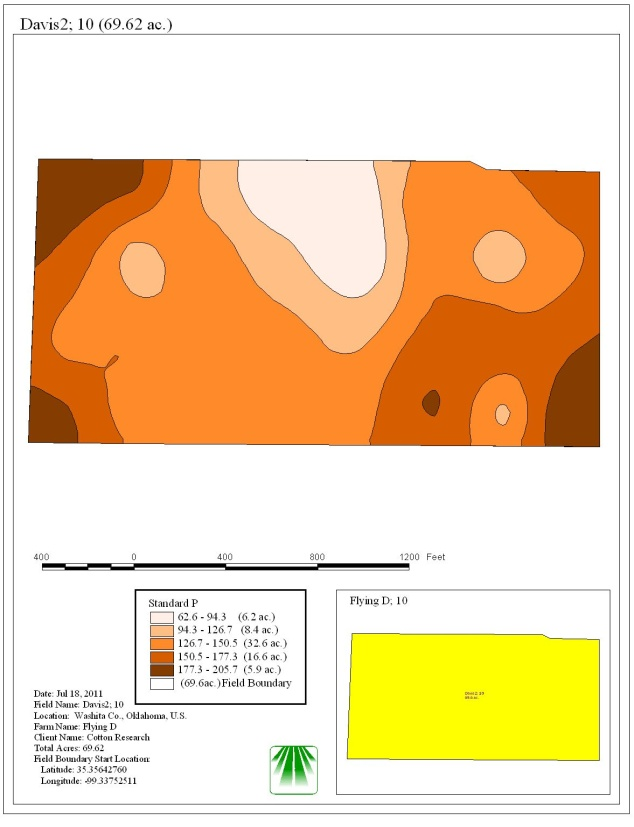 Davis2; 10 (69.62 ac.)
400 0 400 800 1200 Feet
Standard P
62.6 - 94.3 (6.2 ac.)
94.3 - 126.7 (8.4 ac.)
126.7 - 150.5 (32.6 ac.)
150.5 - 177.3 (16.6 ac.)
177.3 - 205.7 (5.9 ac.)
(69.6ac.) Field Boundary
Flying D; 10
Date: Jul 18, 2011
Field Name: Davis2; 10
Location: Washita Co., Oklahoma, U.S.
Farm Name: Flying D
Client Name: Cotton Research
Total Acres: 69.62
Field Boundary Start Location:
Latitude: 35.35642760
Longitude: -99.33752511